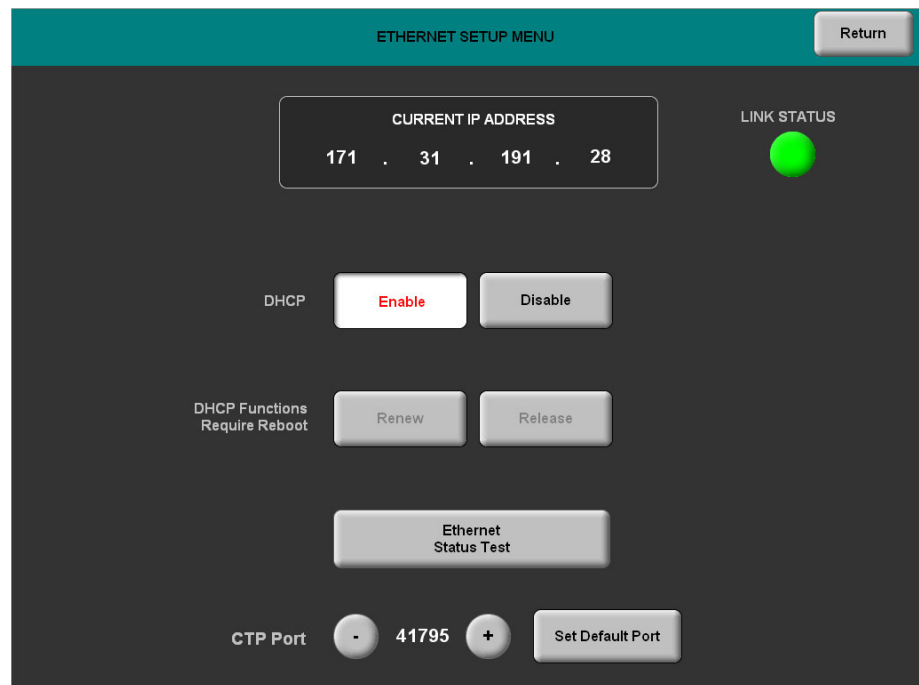 ETHERNET SETUP MENU
Return
CURRENT IP ADDRESS
171 . 31 . 191 . 28
LINK STATUS
DHCP
Enable
Disable
DHCP Functions
Require Reboot
Renew
Release
Ethernet
Status Test
CTP Port
- 41795 +
Set Default Port